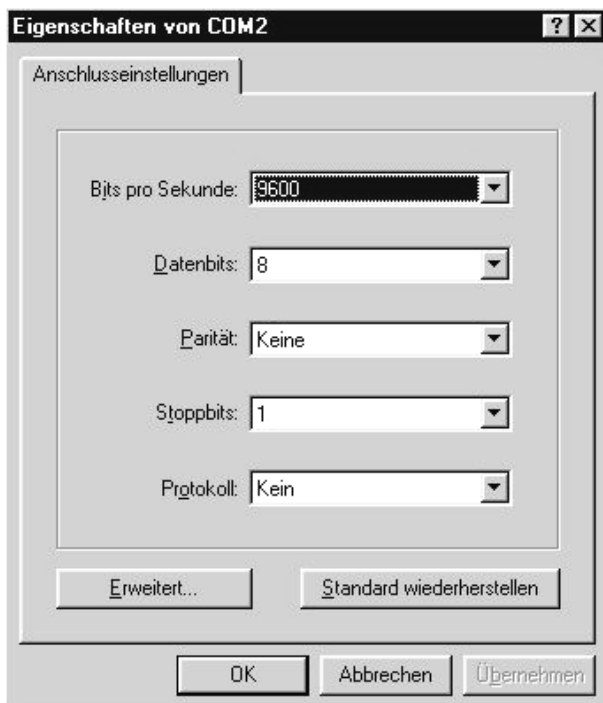 Eigenschaften von COM2
Anschlusseinstellungen
Bits pro Sekunde: 9600
Datenbits: 8
Parität: Keine
Stoppbits: 1
Protokoll: Kein
Erweitert... Standard wiederherstellen
OK Abbrechen Übernehmen